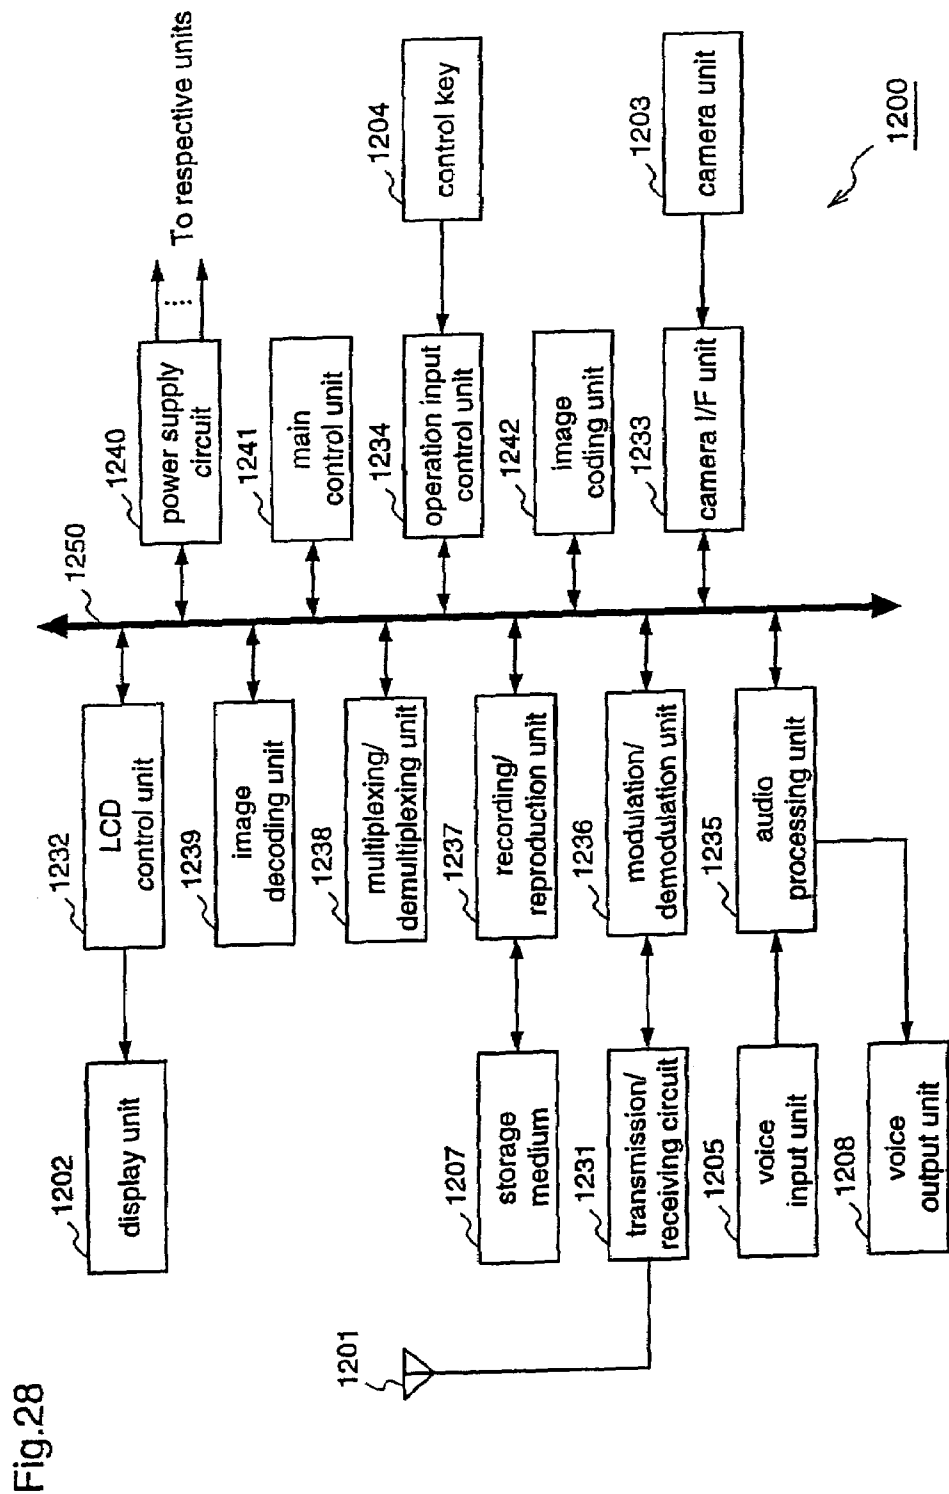 Fig.28
1202
display unit
1232
LCD
control unit
1239
image
decoding unit
1238
multiplexing/
demultiplexing unit
1207
storage
medium
1237
recording/
reproduction unit
1201
1231
transmission/
receiving circuit
1236
modulation/
demodulation unit
1205
voice
input unit
1235
audio
processing unit
1208
voice
output unit
1250
1240
power supply
circuit
To respective units
1241
main
control unit
1234
operation input
control unit
1204
control key
1242
image
coding unit
1233
camera I/F unit
1203
camera unit
1200